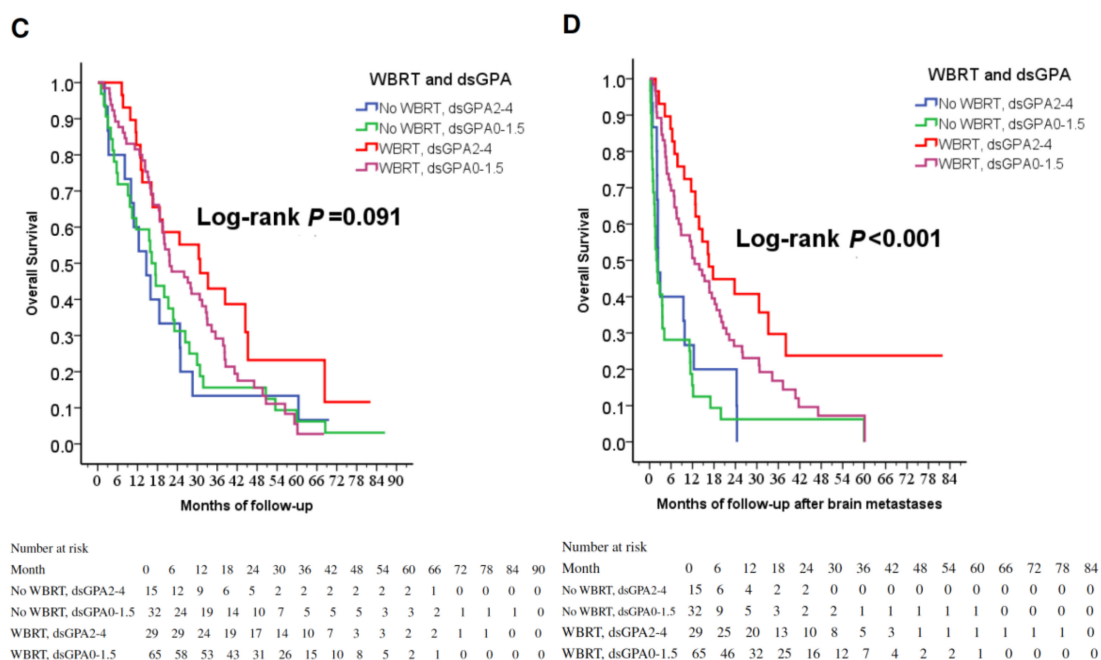 C
WBRT and dsGPA
No WBRT, dsGPA2-4
No WBRT, dsGPA0-1.5
WBRT, dsGPA2-4
WBRT, dsGPA0-1.5
Log-rank P =0.091
Overall Survival
1.0
0.9
0.8
0.7
0.6
0.5
0.4
0.3
0.2
0.1
0.0
0 6 12 18 24 30 36 42 48 54 60 66 72 78 84 90
Months of follow-up
Number at risk
Month 0 6 12 18 24 30 36 42 48 54 60 66 72 78 84 90
No WBRT, dsGPA2-4 15 12 9 6 5 2 2 2 2 2 2 1 0 0 0 0
No WBRT, dsGPA0-1.5 32 24 19 14 10 7 5 5 5 3 3 2 1 1 1 0
WBRT, dsGPA2-4 29 29 24 19 17 14 10 7 3 3 2 2 1 1 0 0
WBRT, dsGPA0-1.5 65 58 53 43 31 26 15 10 8 5 2 1 0 0 0 0
D
WBRT and dsGPA
No WBRT, dsGPA2-4
No WBRT, dsGPA0-1.5
WBRT, dsGPA2-4
WBRT, dsGPA0-1.5
Log-rank P<0.001
Overall Survival
1.0
0.9
0.8
0.7
0.6
0.5
0.4
0.3
0.2
0.1
0.0
0 6 12 18 24 30 36 42 48 54 60 66 72 78 84
Months of follow-up after brain metastases
Number at risk
Month 0 6 12 18 24 30 36 42 48 54 60 66 72 78 84
No WBRT, dsGPA2-4 15 6 4 2 2 0 0 0 0 0 0 0 0 0 0
No WBRT, dsGPA0-1.5 32 9 5 3 2 2 1 1 1 1 1 0 0 0 0
WBRT, dsGPA2-4 29 25 20 13 10 8 5 3 1 1 1 1 1 1 0
WBRT, dsGPA0-1.5 65 46 32 25 16 12 7 4 2 2 1 0 0 0 0